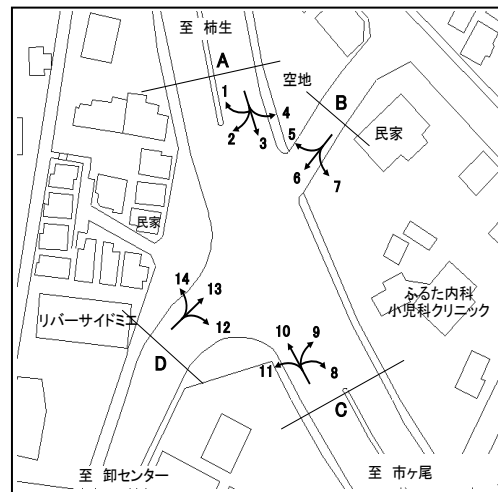 至 柿生
A
空地
1
4
B
2
3
5
民家
6
7
民家
14
13
ふるた内科
小児科クリニック
リバーサイドミエ
12
10
9
11
8
D
C
至 卸センター
至 市ヶ尾